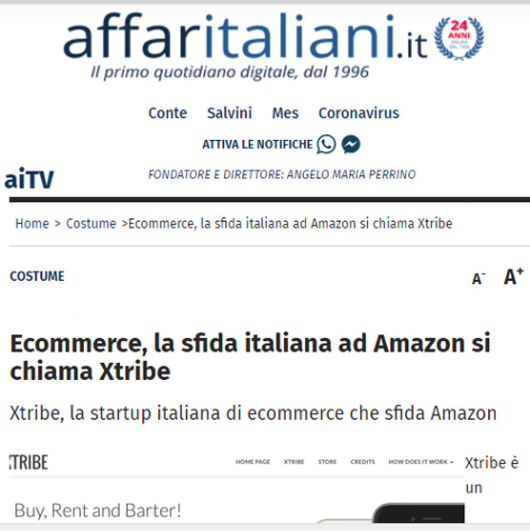 affaritaliani.it
24
ANNI
ONLINE
DAL 1996
Il primo quotidiano digitale, dal 1996
Conte Salvini Mes Coronavirus
ATTIVA LE NOTIFICHE
aiTV
FONDATORE E DIRETTORE: ANGELO MARIA PERRINO
Home > Costume >Ecommerce, la sfida italiana ad Amazon si chiama Xtribe
COSTUME
A- A+
Ecommerce, la sfida italiana ad Amazon si
chiama Xtribe
Xtribe, la startup italiana di ecommerce che sfida Amazon
TRIBE
HOME PAGE XTRIBE STORE CREDITS HOW DOES IT WORK
Buy, Rent and Barter!
Xtribe è
un